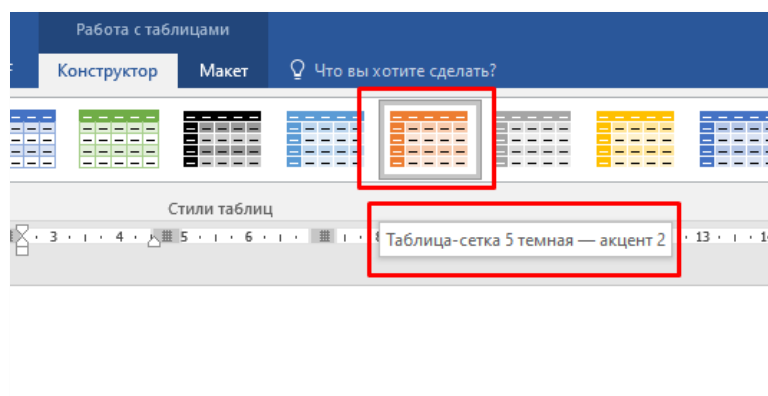 Работа с таблицами
Конструктор Макет Что вы хотите сделать?
Стили таблиц
3 4 5 6 13
Таблица-сетка 5 темная — акцент 2